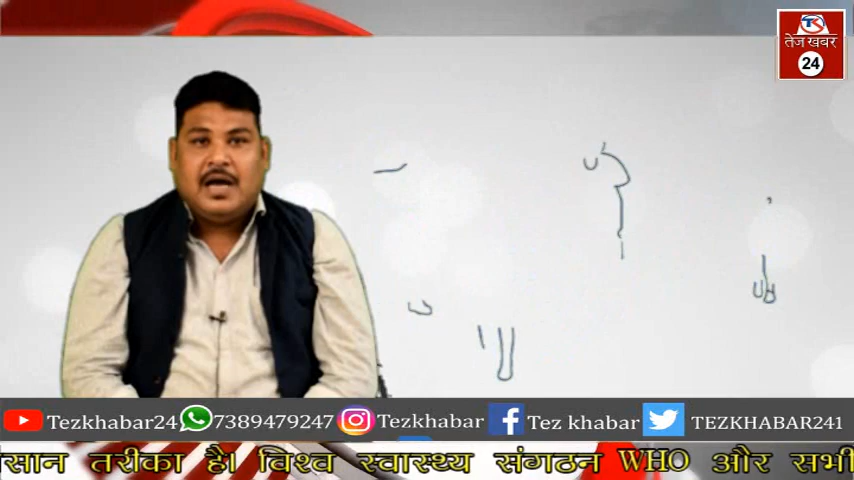 तेज खबर
24
Tezkhabar24 7389479247 Tezkhabar Tez khabar TEZKHABAR241
सान तरीका है। विश्व स्वास्थ्य संगठन WHO और सभी